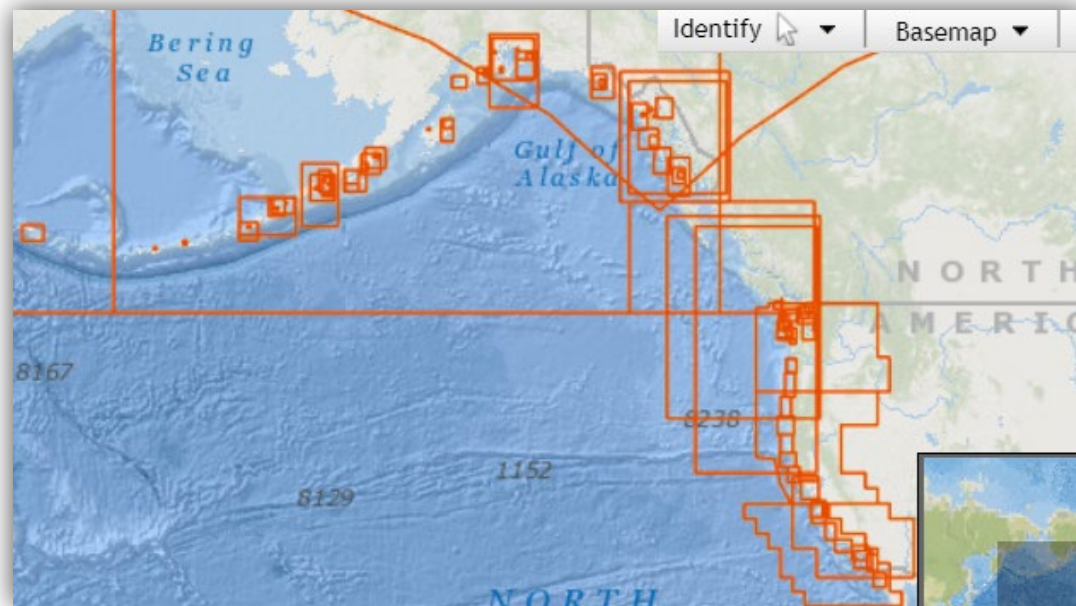 Identify
Basemap
Bering
Sea
Gulf of
Alaska
NORTH
AMERIC
8167
8238
1152
8129
NORTH